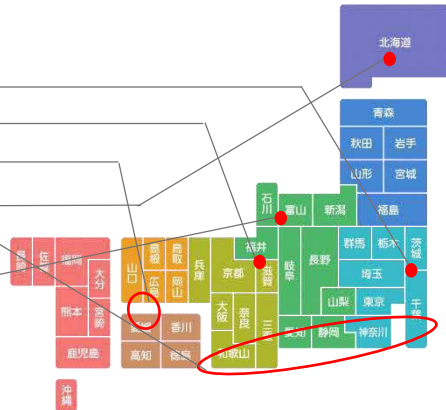 北海道
青森
秋田 岩手
山形 宮城
石川 富山 新潟 福島
福井 群馬 栃木 茨城
長崎 佐賀 福岡 大分 山口 島根 鳥取 兵庫 京都 滋賀 岐阜 長野 埼玉
広島 岡山
熊本 宮崎 大阪 奈良 三重 山梨 東京 千葉
香川 愛知 静岡 神奈川
鹿児島 高知 徳島 和歌山
沖縄